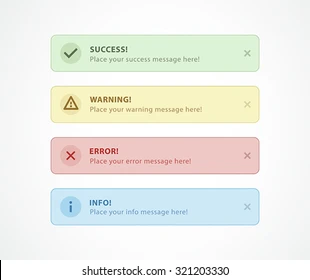 SUCCESS!
Place your success message here!
WARNING!
Place your warning message here!
ERROR!
Place your error message here!
INFO!
Place your info message here!
shutterstock.com · 321203330